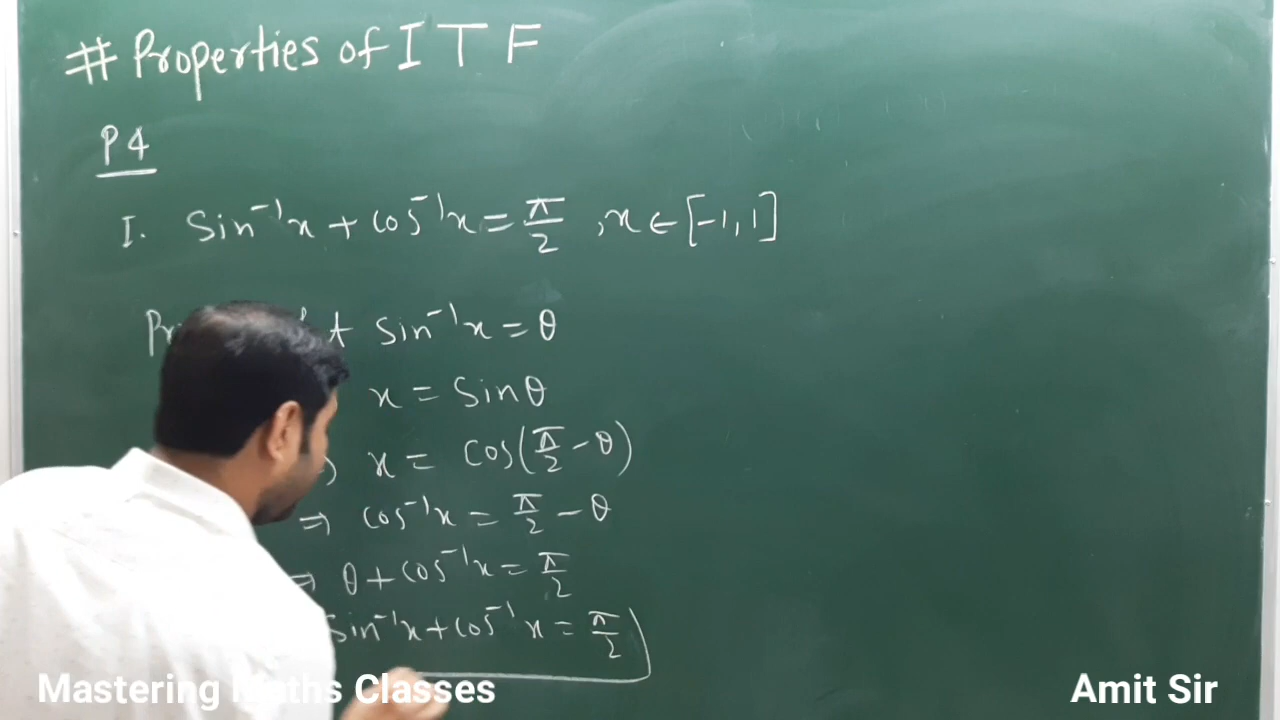 # Properties of I T F
P4
I. Sin⁻¹x + cos⁻¹x = π/2 , x ∈ [-1, 1]
sin⁻¹x = θ
x = Sinθ
x = cos(π/2 - θ)
⇒ cos⁻¹x = π/2 - θ
⇒ θ + cos⁻¹x = π/2
Sin⁻¹x + cos⁻¹x = π/2
Mastering Maths Classes
Amit Sir